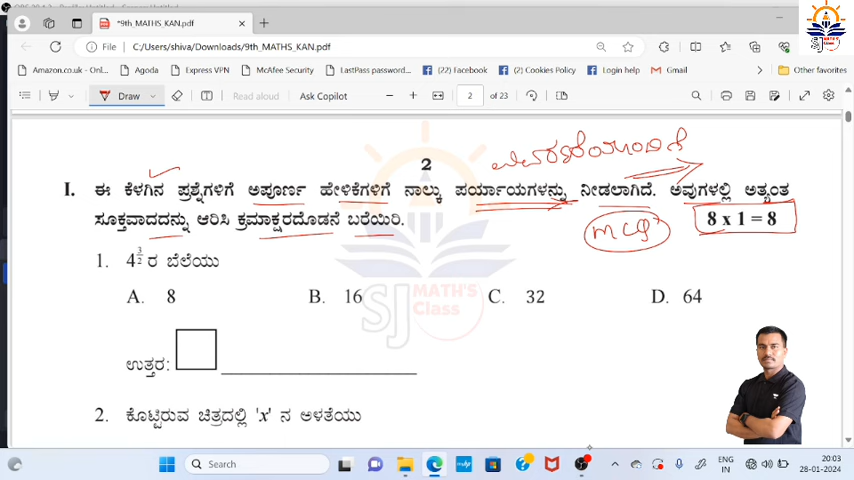 *9th_MATHS_KAN.pdf
File
C:/Users/shiva/Downloads/9th_MATHS_KAN.pdf
Amazon.co.uk - Onl...
Agoda
Express VPN
McAfee Security
LastPass password...
(22) Facebook
(2) Cookies Policy
Login help
Gmail
Other favorites
Draw
Read aloud
Ask Copilot
2
of 23
2
I. ಈ ಕೆಳಗಿನ ಪ್ರಶ್ನೆಗಳಿಗೆ ಅಪೂರ್ಣ ಹೇಳಿಕೆಗಳಿಗೆ ನಾಲ್ಕು ಪರ್ಯಾಯಗಳನ್ನು ನೀಡಲಾಗಿದೆ. ಅವುಗಳಲ್ಲಿ ಅತ್ಯಂತ
ಸೂಕ್ತವಾದದನ್ನು ಆರಿಸಿ ಕ್ರಮಾಕ್ಷರದೊಡನೆ ಬರೆಯಿರಿ. 8 x 1 = 8
MCQ
1. 4^(3/2) ರ ಬೆಲೆಯು
A. 8 B. 16 C. 32 D. 64
ಉತ್ತರ:
2. ಕೊಟ್ಟಿರುವ ಚಿತ್ರದಲ್ಲಿ 'x' ನ ಅಳತೆಯು
SJ MATH'S Class
SJ
Search
ENG
IN
20:03
28-01-2024